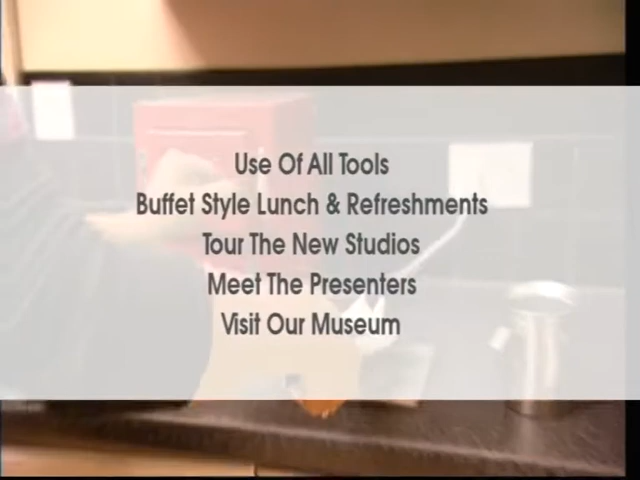 Use Of All Tools
Buffet Style Lunch & Refreshments
Tour The New Studios
Meet The Presenters
Visit Our Museum